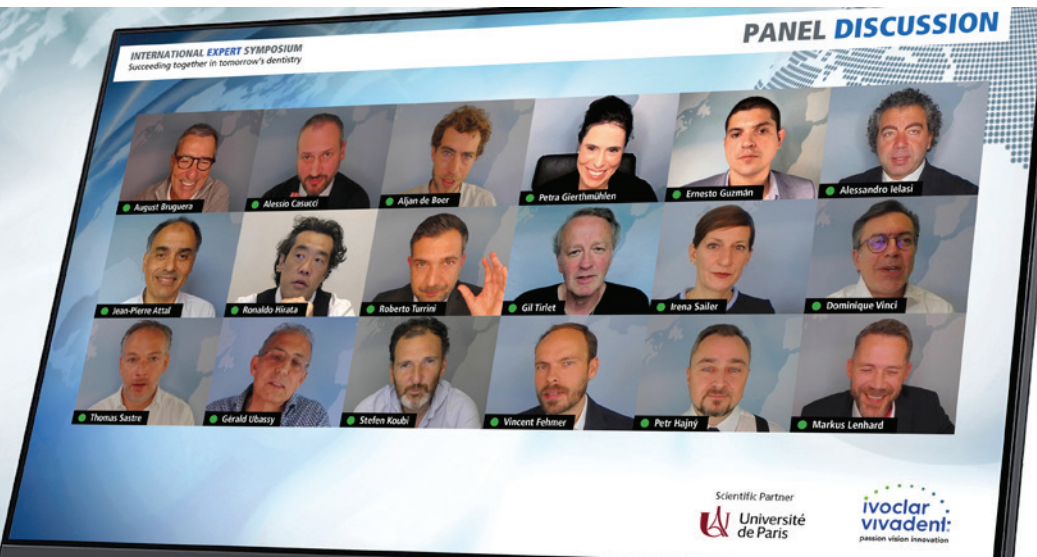 INTERNATIONAL EXPERT SYMPOSIUM
Succeeding together in tomorrow's dentistry
PANEL DISCUSSION
August Bruguera
Alessio Casucci
Aljan de Boer
Petra Gierthmühlen
Ernesto Guzmán
Alessandro Ielasi
Jean-Pierre Attal
Ronaldo Hirata
Roberto Turrini
Gil Tirlet
Irena Sailer
Dominique Vinci
Thomas Sastre
Gérald Ubassy
Stefen Koubi
Vincent Fehmer
Petr Hajný
Markus Lenhard
Scientific Partner
Université
de Paris
ivoclar
vivadent:
passion vision innovation